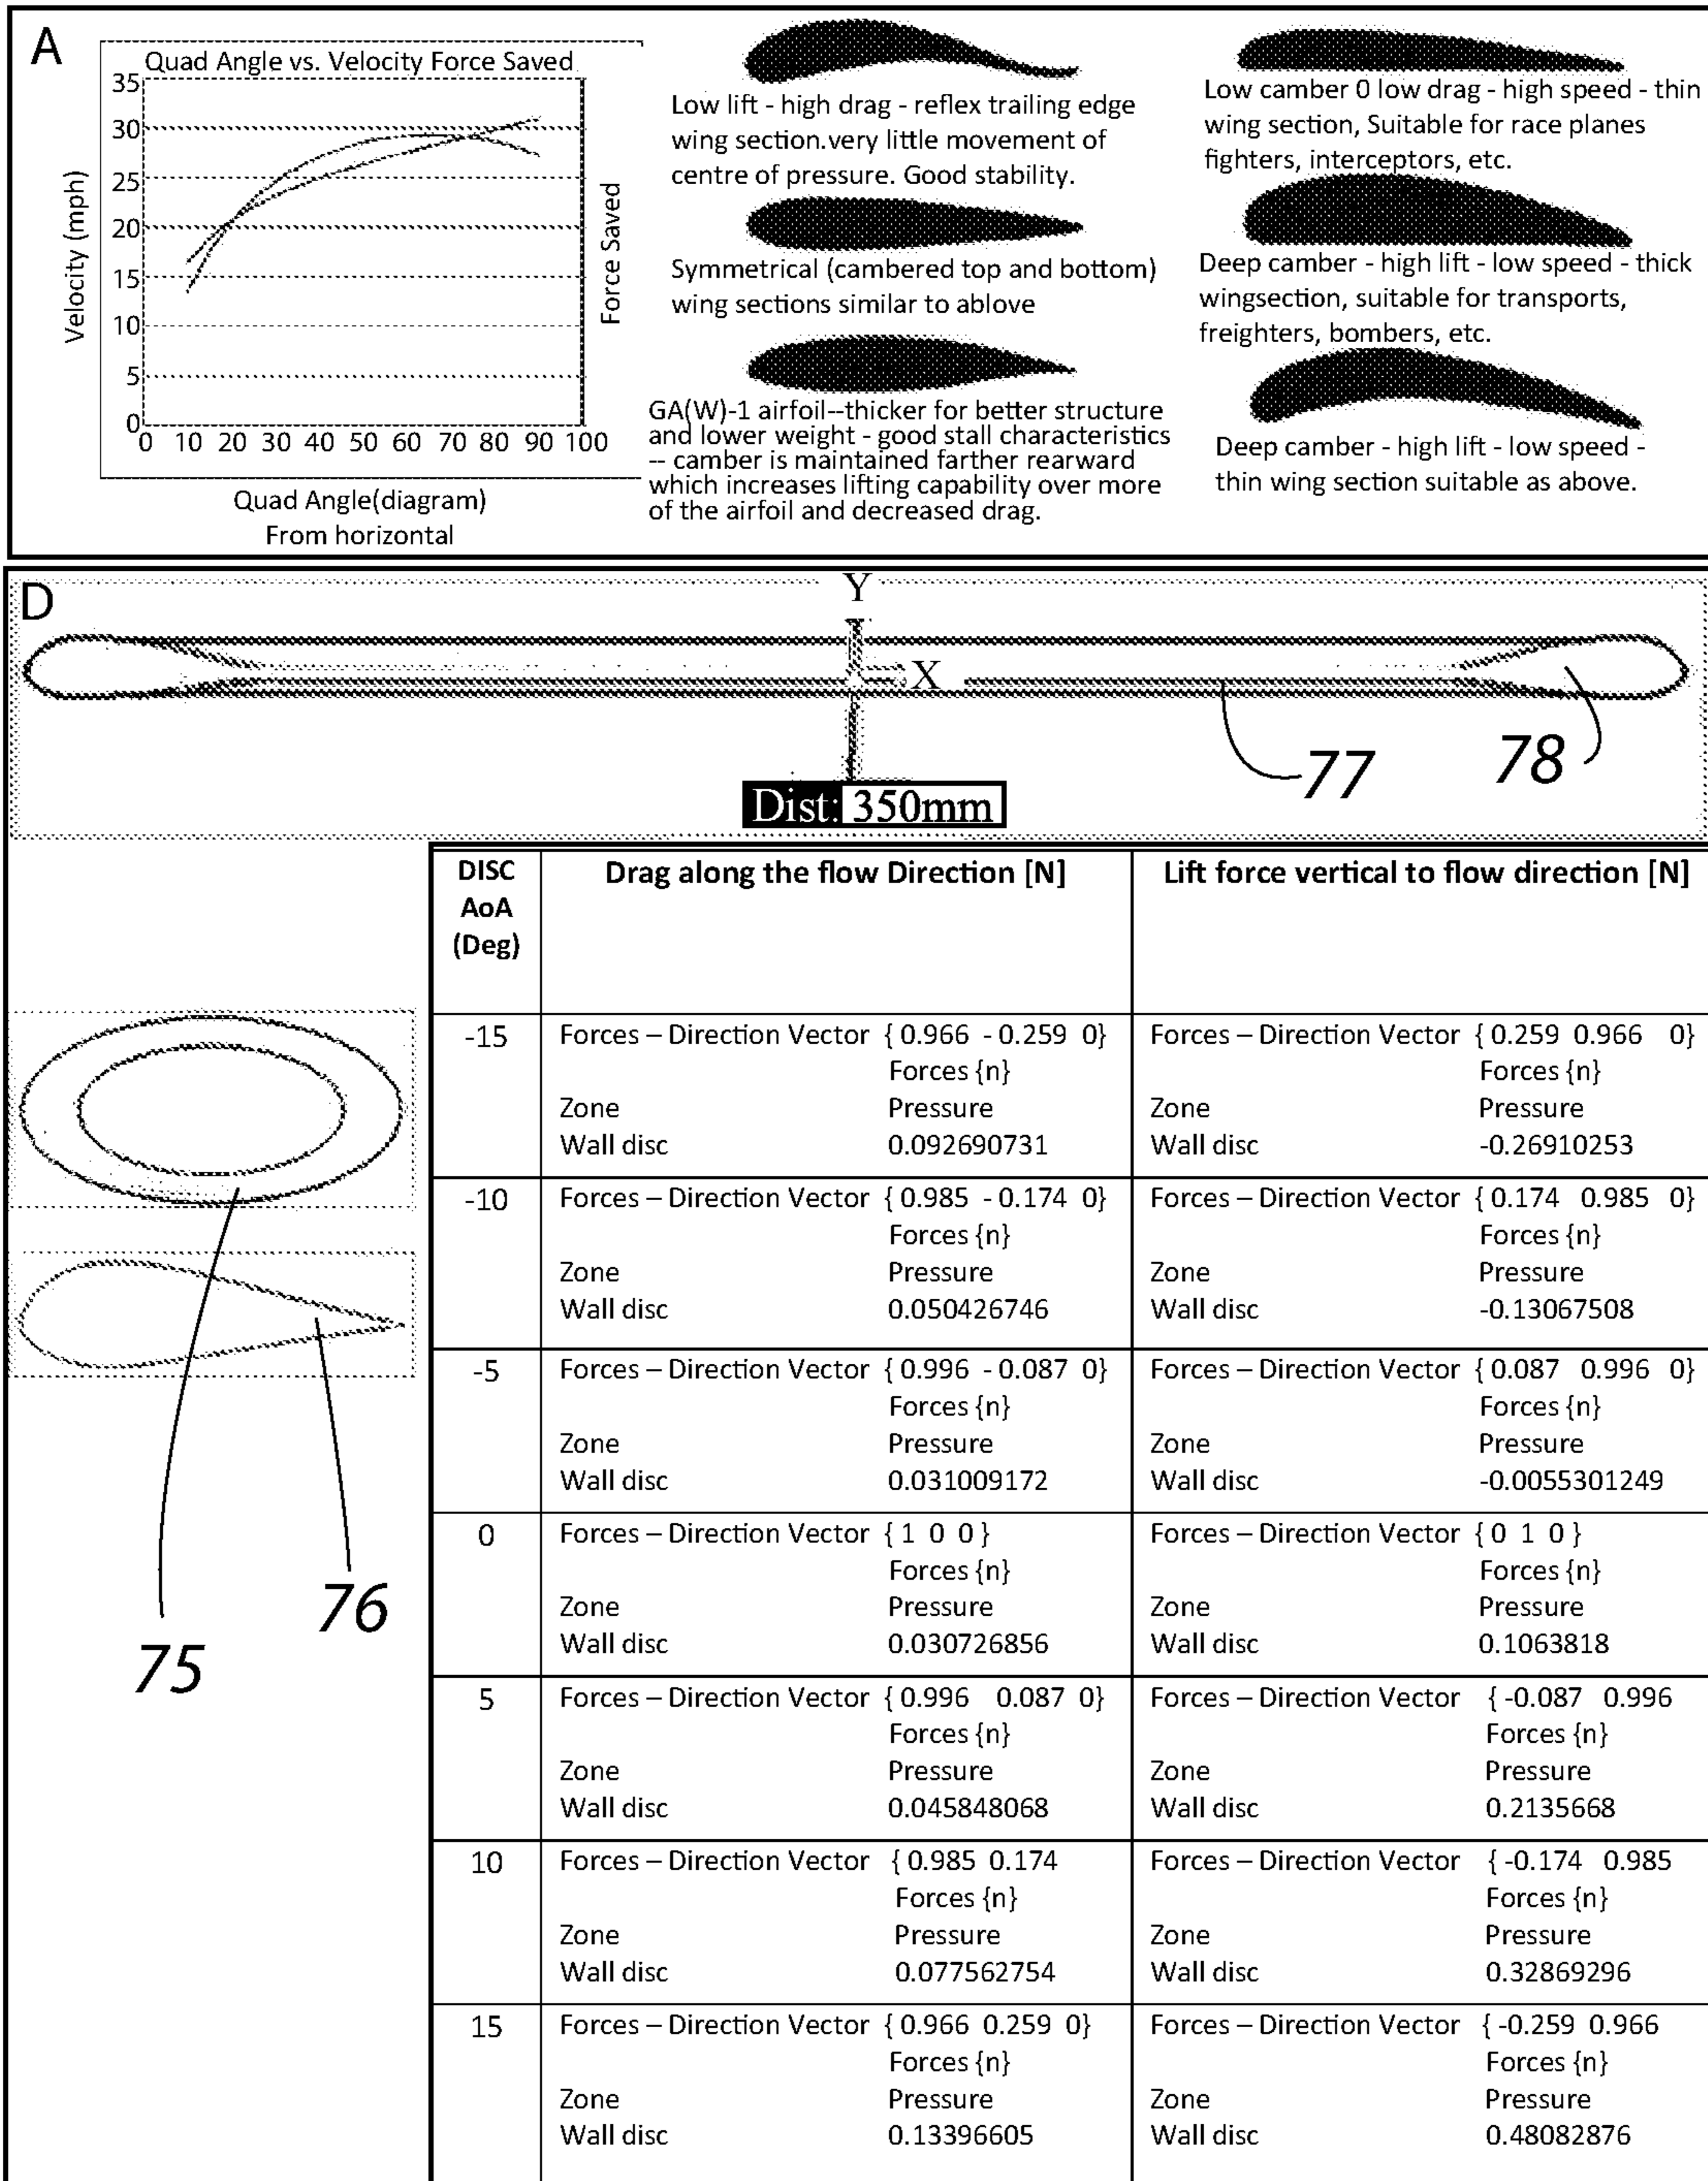 A
Quad Angle vs. Velocity Force Saved
35
30
25
20
15
10
5
0
0 10 20 30 40 50 60 70 80 90 100
Velocity (mph)
Force Saved
Quad Angle(diagram)
From horizontal
Low lift - high drag - reflex trailing edge
wing section.very little movement of
centre of pressure. Good stability.
Symmetrical (cambered top and bottom)
wing sections similar to ablove
GA(W)-1 airfoil--thicker for better structure
and lower weight - good stall characteristics
-- camber is maintained farther rearward
which increases lifting capability over more
of the airfoil and decreased drag.
Low camber 0 low drag - high speed - thin
wing section, Suitable for race planes
fighters, interceptors, etc.
Deep camber - high lift - low speed - thick
wingsection, suitable for transports,
freighters, bombers, etc.
Deep camber - high lift - low speed -
thin wing section suitable as above.
D
Y
X
77
78
Dist: 350mm
75
76
DISC
AoA
(Deg)
Drag along the flow Direction [N]
Lift force vertical to flow direction [N]
-15
Forces – Direction Vector { 0.966 - 0.259 0}
Forces {n}
Zone Pressure
Wall disc 0.092690731
Forces – Direction Vector { 0.259 0.966 0}
Forces {n}
Zone Pressure
Wall disc -0.26910253
-10
Forces – Direction Vector { 0.985 - 0.174 0}
Forces {n}
Zone Pressure
Wall disc 0.050426746
Forces – Direction Vector { 0.174 0.985 0}
Forces {n}
Zone Pressure
Wall disc -0.13067508
-5
Forces – Direction Vector { 0.996 - 0.087 0}
Forces {n}
Zone Pressure
Wall disc 0.031009172
Forces – Direction Vector { 0.087 0.996 0}
Forces {n}
Zone Pressure
Wall disc -0.0055301249
0
Forces – Direction Vector { 1 0 0 }
Forces {n}
Zone Pressure
Wall disc 0.030726856
Forces – Direction Vector { 0 1 0 }
Forces {n}
Zone Pressure
Wall disc 0.1063818
5
Forces – Direction Vector { 0.996 0.087 0}
Forces {n}
Zone Pressure
Wall disc 0.045848068
Forces – Direction Vector { -0.087 0.996
Forces {n}
Zone Pressure
Wall disc 0.2135668
10
Forces – Direction Vector { 0.985 0.174
Forces {n}
Zone Pressure
Wall disc 0.077562754
Forces – Direction Vector { -0.174 0.985
Forces {n}
Zone Pressure
Wall disc 0.32869296
15
Forces – Direction Vector { 0.966 0.259 0}
Forces {n}
Zone Pressure
Wall disc 0.13396605
Forces – Direction Vector { -0.259 0.966
Forces {n}
Zone Pressure
Wall disc 0.48082876